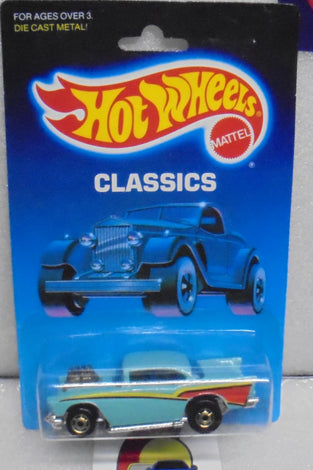 FOR AGES OVER 3.
DIE CAST METAL!
HOT WHEELS
MATTEL
®
CLASSICS